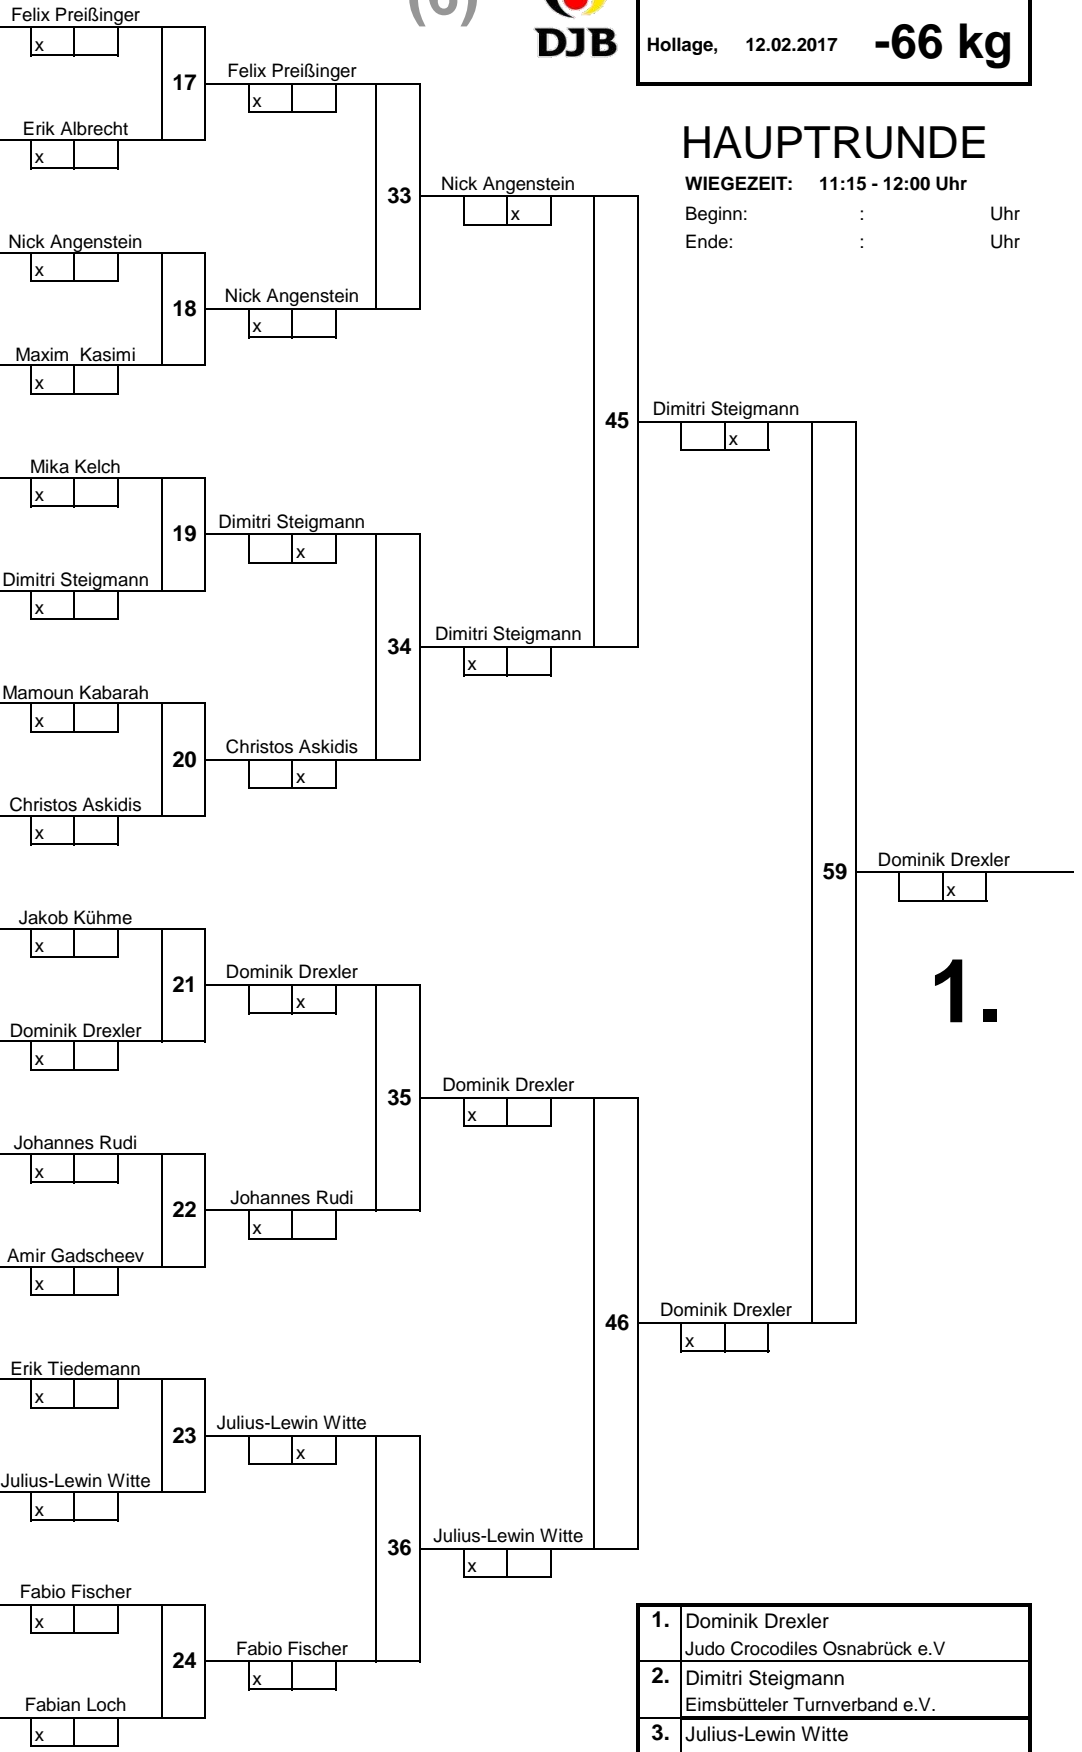 Felix Preißinger
(6)
DJB
Hollage, 12.02.2017 -66 kg
x
17
Felix Preißinger
x
Erik Albrecht
x
HAUPTRUNDE
WIEGEZEIT: 11:15 - 12:00 Uhr
Beginn: : Uhr
Ende: : Uhr
33
Nick Angenstein
x
Nick Angenstein
x
18
Nick Angenstein
x
Maxim Kasimi
x
45
Dimitri Steigmann
x
Mika Kelch
x
19
Dimitri Steigmann
x
Dimitri Steigmann
x
34
Dimitri Steigmann
x
Mamoun Kabarah
x
20
Christos Askidis
x
Christos Askidis
x
59
Dominik Drexler
x
1.
Jakob Kühme
x
21
Dominik Drexler
x
Dominik Drexler
x
35
Dominik Drexler
x
Johannes Rudi
x
22
Johannes Rudi
x
Amir Gadscheev
x
46
Dominik Drexler
x
Erik Tiedemann
x
23
Julius-Lewin Witte
x
Julius-Lewin Witte
x
36
Julius-Lewin Witte
x
Fabio Fischer
x
24
Fabio Fischer
x
Fabian Loch
x
1. Dominik Drexler
Judo Crocodiles Osnabrück e.V
2. Dimitri Steigmann
Eimsbütteler Turnverband e.V.
3. Julius-Lewin Witte